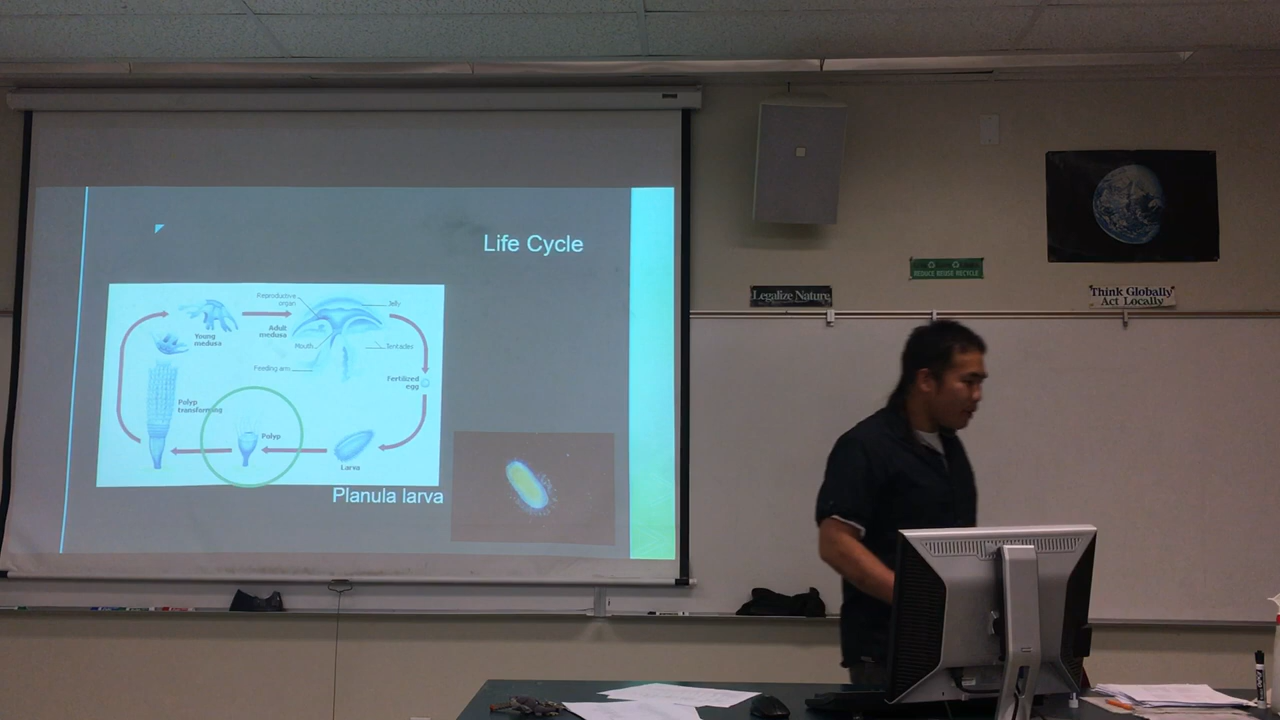 Life Cycle
Reproductive
organ
Jelly
Young
medusa
Adult
medusa
Mouth
Tentacles
Feeding arm
Fertilized
egg
Polyp
transforming
Polyp
Larva
Planula larva
REDUCE REUSE RECYCLE
Legalize Nature
Think Globally
Act Locally